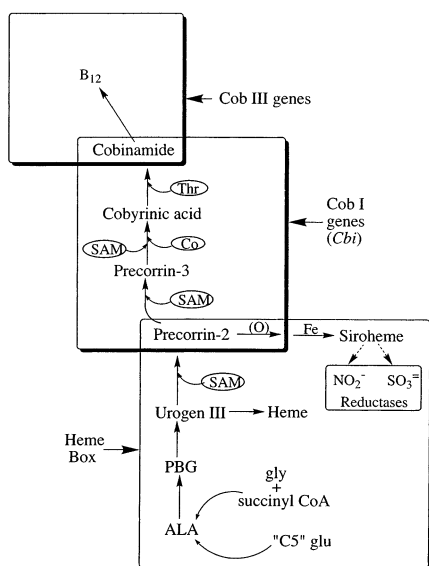 B12
Cob III genes
Cobinamide
Thr
Cobyrinic acid
Cob I
genes
(Cbi)
SAM
Co
Precorrin-3
SAM
Precorrin-2
(O)
Fe
Siroheme
NO2-
SO3=
Reductases
SAM
Urogen III
Heme
Heme
Box
PBG
gly
+
succinyl CoA
ALA
"C5" glu